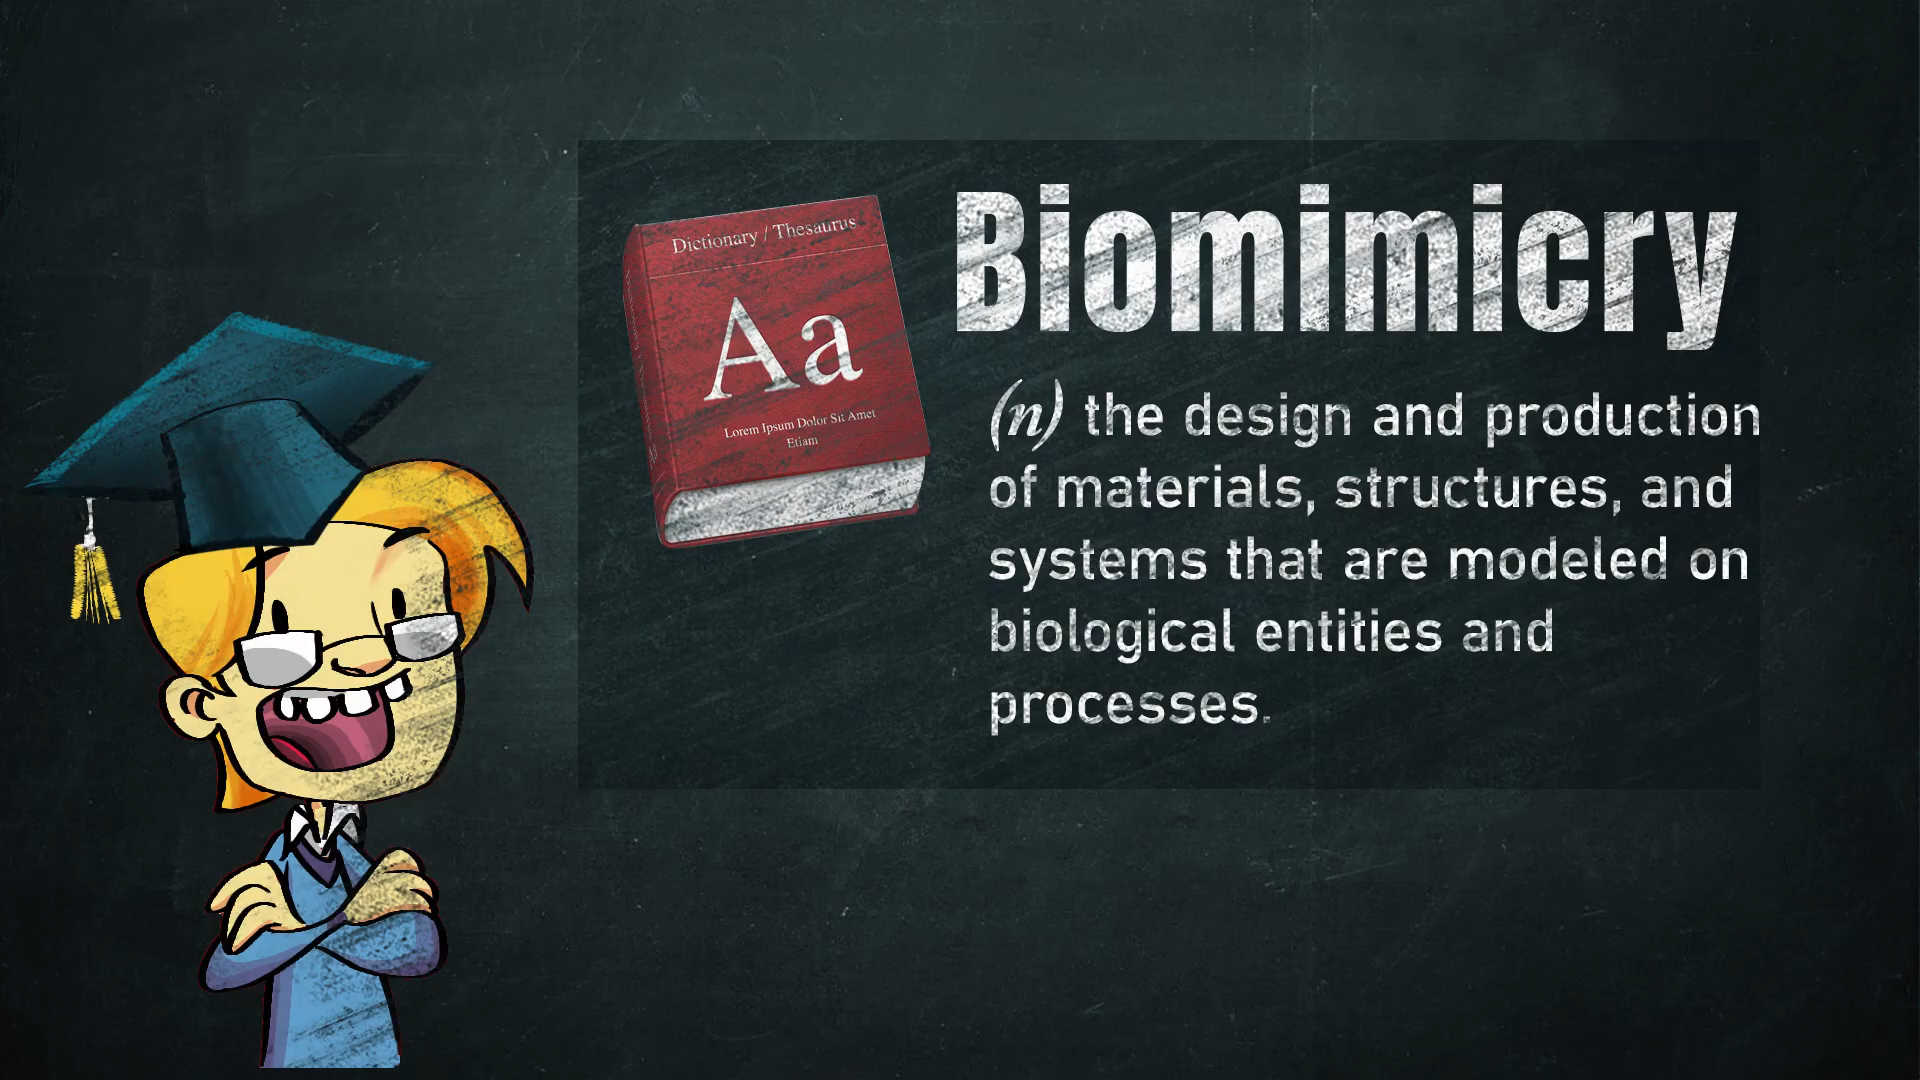 Dictionary / Thesaurus
Aa
Lorem Ipsum Dolor Sit Amet
Etiam
Biomimicry
(n) the design and production
of materials, structures, and
systems that are modeled on
biological entities and
processes.